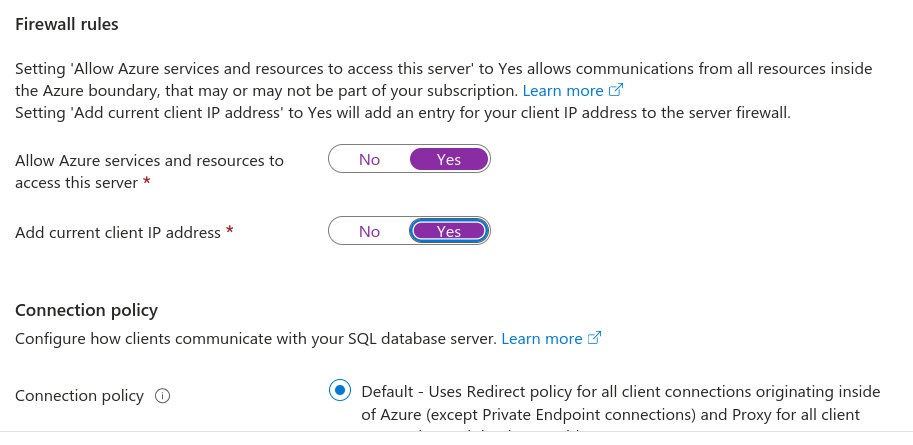 Firewall rules
Setting 'Allow Azure services and resources to access this server' to Yes allows communications from all resources inside
the Azure boundary, that may or may not be part of your subscription. Learn more
Setting 'Add current client IP address' to Yes will add an entry for your client IP address to the server firewall.
Allow Azure services and resources to
access this server *
No Yes
Add current client IP address * No Yes
Connection policy
Configure how clients communicate with your SQL database server. Learn more
Connection policy
Default - Uses Redirect policy for all client connections originating inside
of Azure (except Private Endpoint connections) and Proxy for all client